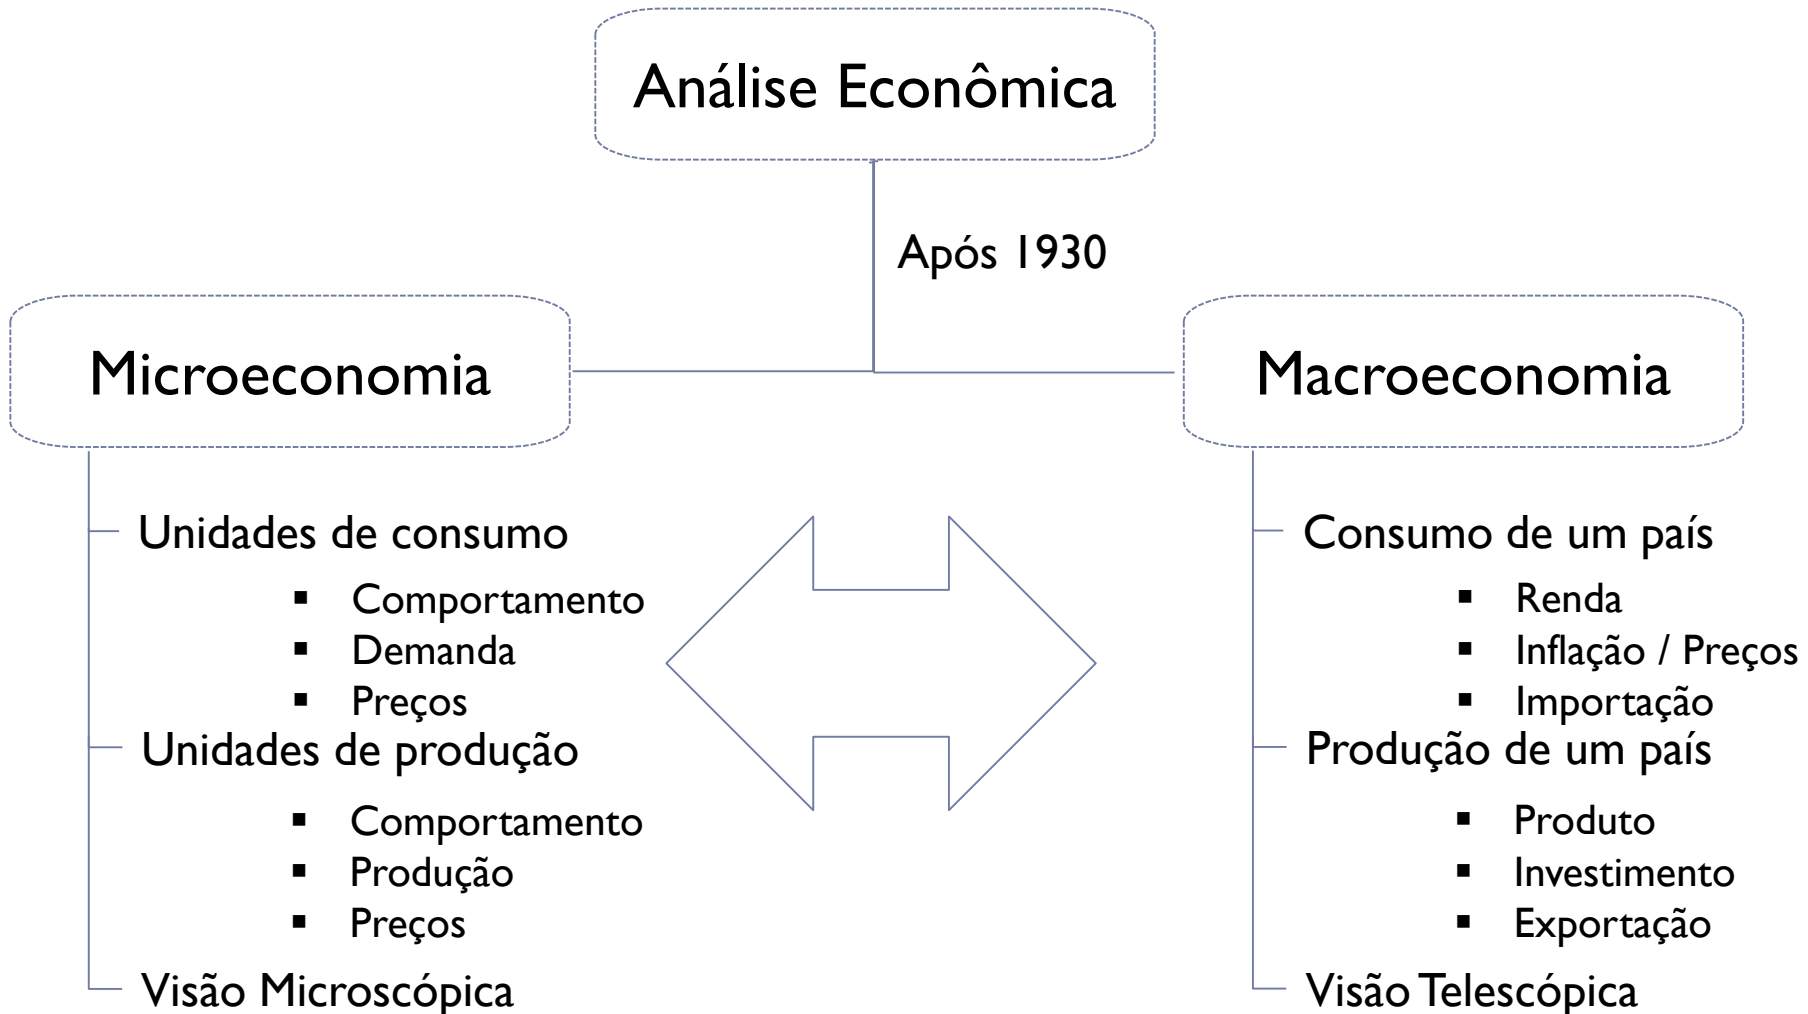 Análise Econômica
Após 1930
Microeconomia
Unidades de consumo
▪ Comportamento
▪ Demanda
▪ Preços
Unidades de produção
▪ Comportamento
▪ Produção
▪ Preços
Visão Microscópica
Macroeconomia
Consumo de um país
▪ Renda
▪ Inflação / Preços
▪ Importação
Produção de um país
▪ Produto
▪ Investimento
▪ Exportação
Visão Telescópica